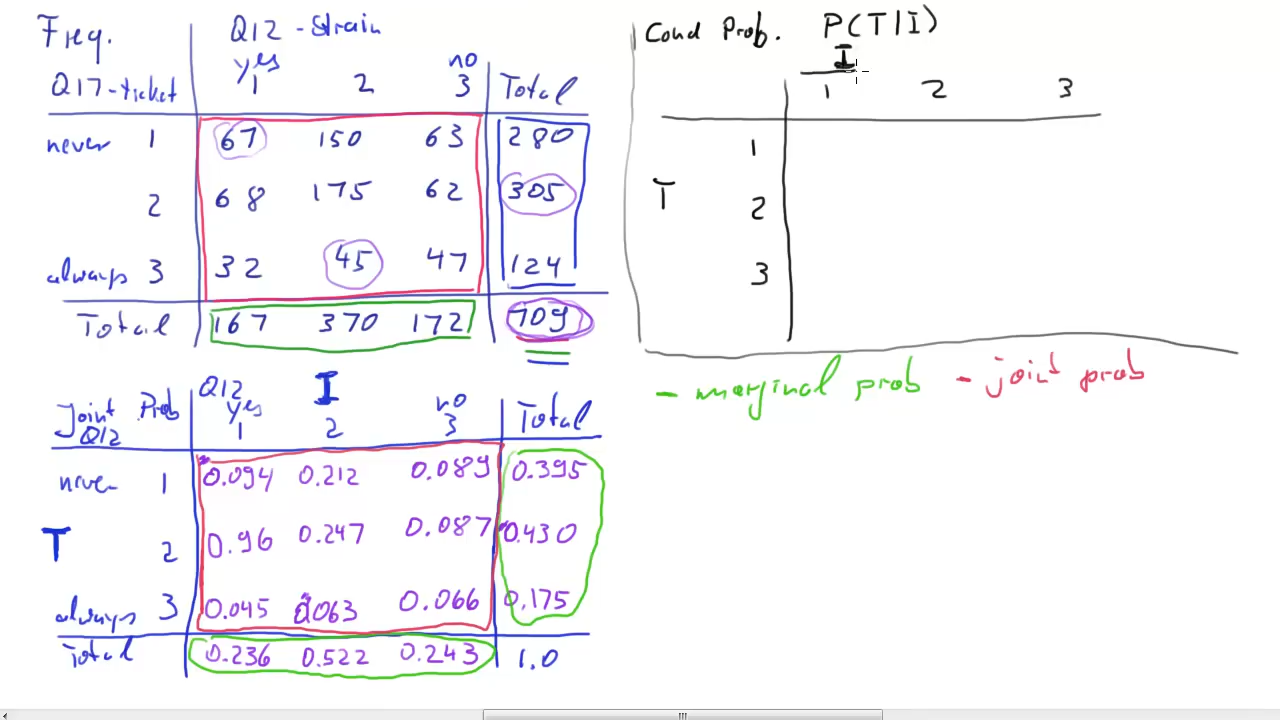 Freq. Q12 - Strain
yes no
Q17-ticket 1 2 3 Total
never 1 67 150 63 280
2 68 175 62 305
always 3 32 45 47 124
Total 167 370 172 709
Q12 I
Joint Prob yes no
Q12 1 2 3 Total
never 1 0.094 0.212 0.089 0.395
T 2 0.96 0.247 0.087 0.430
always 3 0.045 0.063 0.066 0.175
Total 0.236 0.522 0.243 1.0
Cond Prob. P(T|I)
I
1 2 3
1
T 2
3
- marginal prob - joint prob